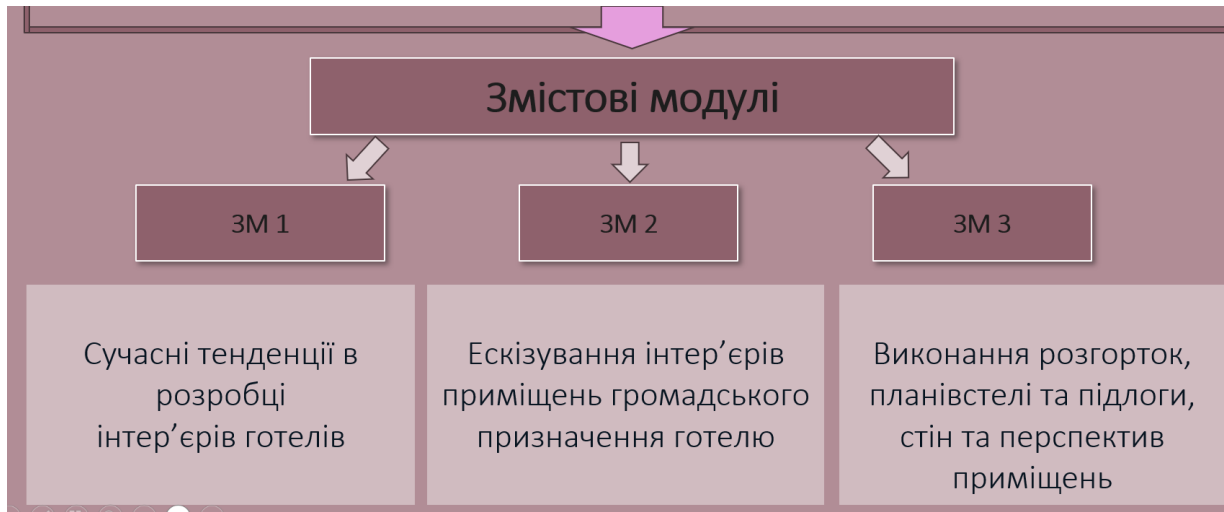 Змістові модулі
ЗМ 1
ЗМ 2
ЗМ 3
Сучасні тенденції в
розробці
інтер’єрів готелів
Ескізування інтер’єрів
приміщень громадського
призначення готелю
Виконання розгорток,
планівстелі та підлоги,
стін та перспектив
приміщень